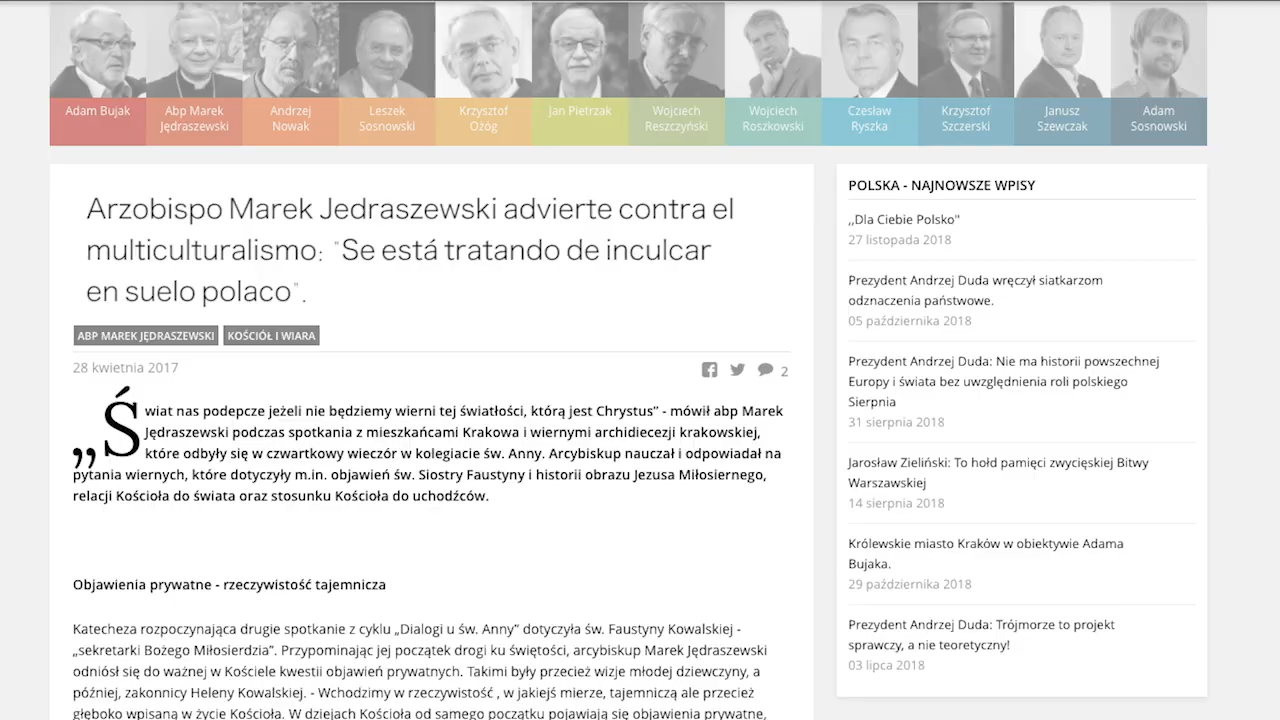 Adam Bujak
Abp Marek
Jędraszewski
Andrzej
Nowak
Leszek
Sosnowski
Krzysztof
Ożóg
Jan Pietrzak
Wojciech
Reszczyński
Wojciech
Roszkowski
Czesław
Ryszka
Krzysztof
Szczerski
Janusz
Szewczak
Adam
Sosnowski
Arzobispo Marek Jedraszewski advierte contra el
multiculturalismo: "Se está tratando de inculcar
en suelo polaco".
ABP MAREK JĘDRASZEWSKI KOŚCIÓŁ I WIARA
28 kwietnia 2017
2
„Świat nas podepcze jeżeli nie będziemy wierni tej światłości, którą jest Chrystus” - mówił abp Marek
Jędraszewski podczas spotkania z mieszkańcami Krakowa i wiernymi archidiecezji krakowskiej,
które odbyły się w czwartkowy wieczór w kolegiacie św. Anny. Arcybiskup nauczał i odpowiadał na
pytania wiernych, które dotyczyły m.in. objawień św. Siostry Faustyny i historii obrazu Jezusa Miłosiernego,
relacji Kościoła do świata oraz stosunku Kościoła do uchodźców.
Objawienia prywatne - rzeczywistość tajemnicza
Katecheza rozpoczynająca drugie spotkanie z cyklu „Dialogi u św. Anny” dotyczyła św. Faustyny Kowalskiej -
„sekretarki Bożego Miłosierdzia”. Przypominając jej początek drogi ku świętości, arcybiskup Marek Jędraszewski
odniósł się do ważnej w Kościele kwestii objawień prywatnych. Takimi były przecież wizje młodej dziewczyny, a
później, zakonnicy Heleny Kowalskiej. - Wchodzimy w rzeczywistość , w jakiejś mierze, tajemniczą ale przecież
głęboko wpisaną w życie Kościoła. W dziejach Kościoła od samego początku pojawiają się objawienia prywatne,
POLSKA - NAJNOWSZE WPISY
,,Dla Ciebie Polsko"
27 listopada 2018
Prezydent Andrzej Duda wręczył siatkarzom
odznaczenia państwowe.
05 października 2018
Prezydent Andrzej Duda: Nie ma historii powszechnej
Europy i świata bez uwzględnienia roli polskiego
Sierpnia
31 sierpnia 2018
Jarosław Zieliński: To hołd pamięci zwycięskiej Bitwy
Warszawskiej
14 sierpnia 2018
Królewskie miasto Kraków w obiektywie Adama
Bujaka.
29 października 2018
Prezydent Andrzej Duda: Trójmorze to projekt
sprawczy, a nie teoretyczny!
03 lipca 2018